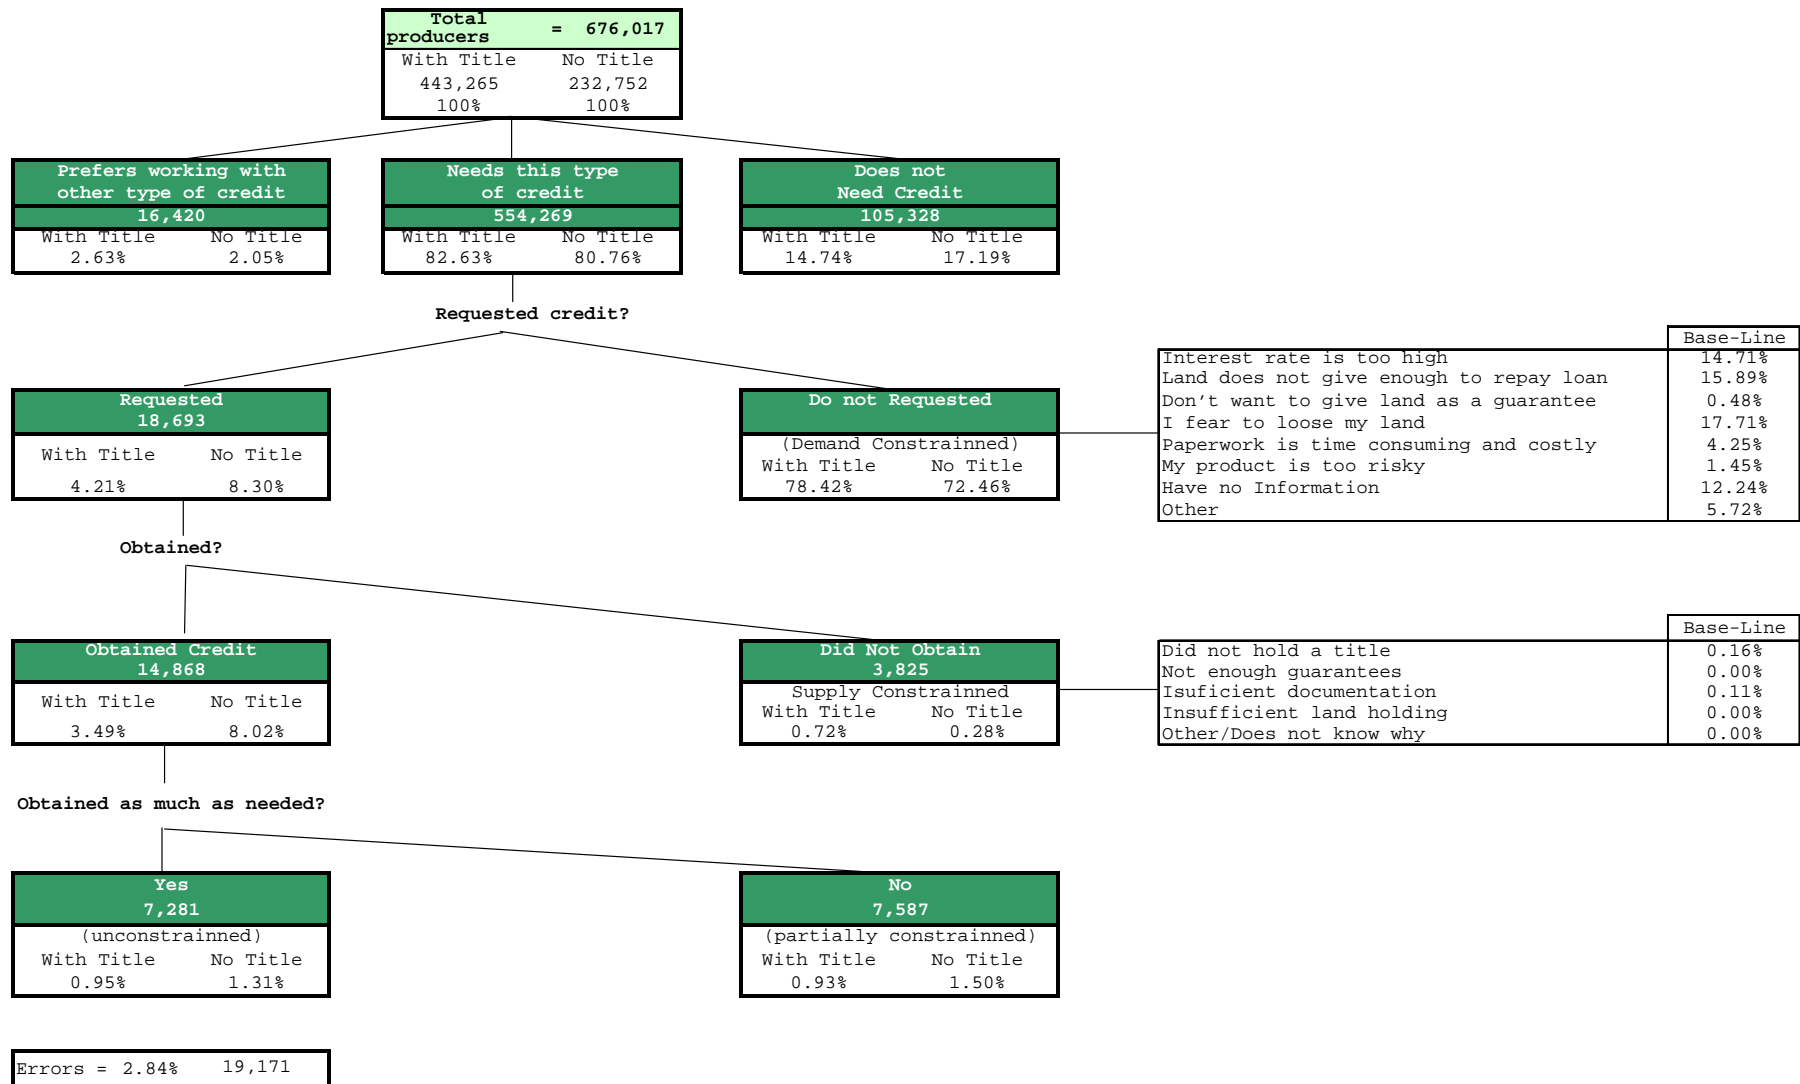 Total producers = 676,017
With Title No Title
443,265 232,752
100% 100%
Prefers working with other type of credit
16,420
With Title No Title
2.63% 2.05%
Needs this type of credit
554,269
With Title No Title
82.63% 80.76%
Does not Need Credit
105,328
With Title No Title
14.74% 17.19%
Requested credit?
Requested
18,693
With Title No Title
4.21% 8.30%
Do not Requested
(Demand Constrainned)
With Title No Title
78.42% 72.46%
Base-Line
Interest rate is too high 14.71%
Land does not give enough to repay loan 15.89%
Don't want to give land as a guarantee 0.48%
I fear to loose my land 17.71%
Paperwork is time consuming and costly 4.25%
My product is too risky 1.45%
Have no Information 12.24%
Other 5.72%
Obtained?
Obtained Credit
14,868
With Title No Title
3.49% 8.02%
Did Not Obtain
3,825
Supply Constrainned
With Title No Title
0.72% 0.28%
Base-Line
Did not hold a title 0.16%
Not enough guarantees 0.00%
Isuficient documentation 0.11%
Insufficient land holding 0.00%
Other/Does not know why 0.00%
Obtained as much as needed?
Yes
7,281
(unconstrainned)
With Title No Title
0.95% 1.31%
No
7,587
(partially constrainned)
With Title No Title
0.93% 1.50%
Errors = 2.84% 19,171